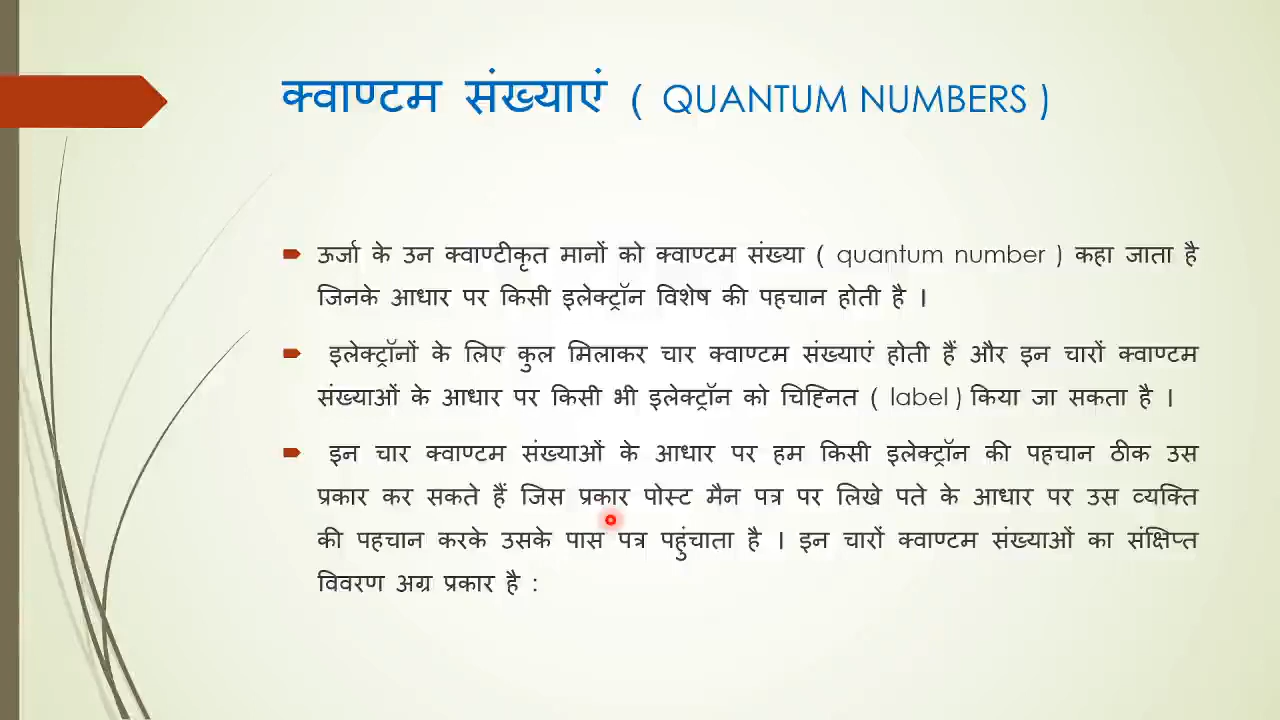 क्वाण्टम संख्याएं ( QUANTUM NUMBERS )
ऊर्जा के उन क्वाण्टीकृत मानों को क्वाण्टम संख्या ( quantum number ) कहा जाता है
जिनके आधार पर किसी इलेक्ट्रॉन विशेष की पहचान होती है ।
इलेक्ट्रॉनों के लिए कुल मिलाकर चार क्वाण्टम संख्याएं होती हैं और इन चारों क्वाण्टम
संख्याओं के आधार पर किसी भी इलेक्ट्रॉन को चिह्िनत ( label ) किया जा सकता है ।
इन चार क्वाण्टम संख्याओं के आधार पर हम किसी इलेक्ट्रॉन की पहचान ठीक उस
प्रकार कर सकते हैं जिस प्रकार पोस्ट मैन पत्र पर लिखे पते के आधार पर उस व्यक्ति
की पहचान करके उसके पास पत्र पहुंचाता है । इन चारों क्वाण्टम संख्याओं का संक्षिप्त
विवरण अग्र प्रकार है :